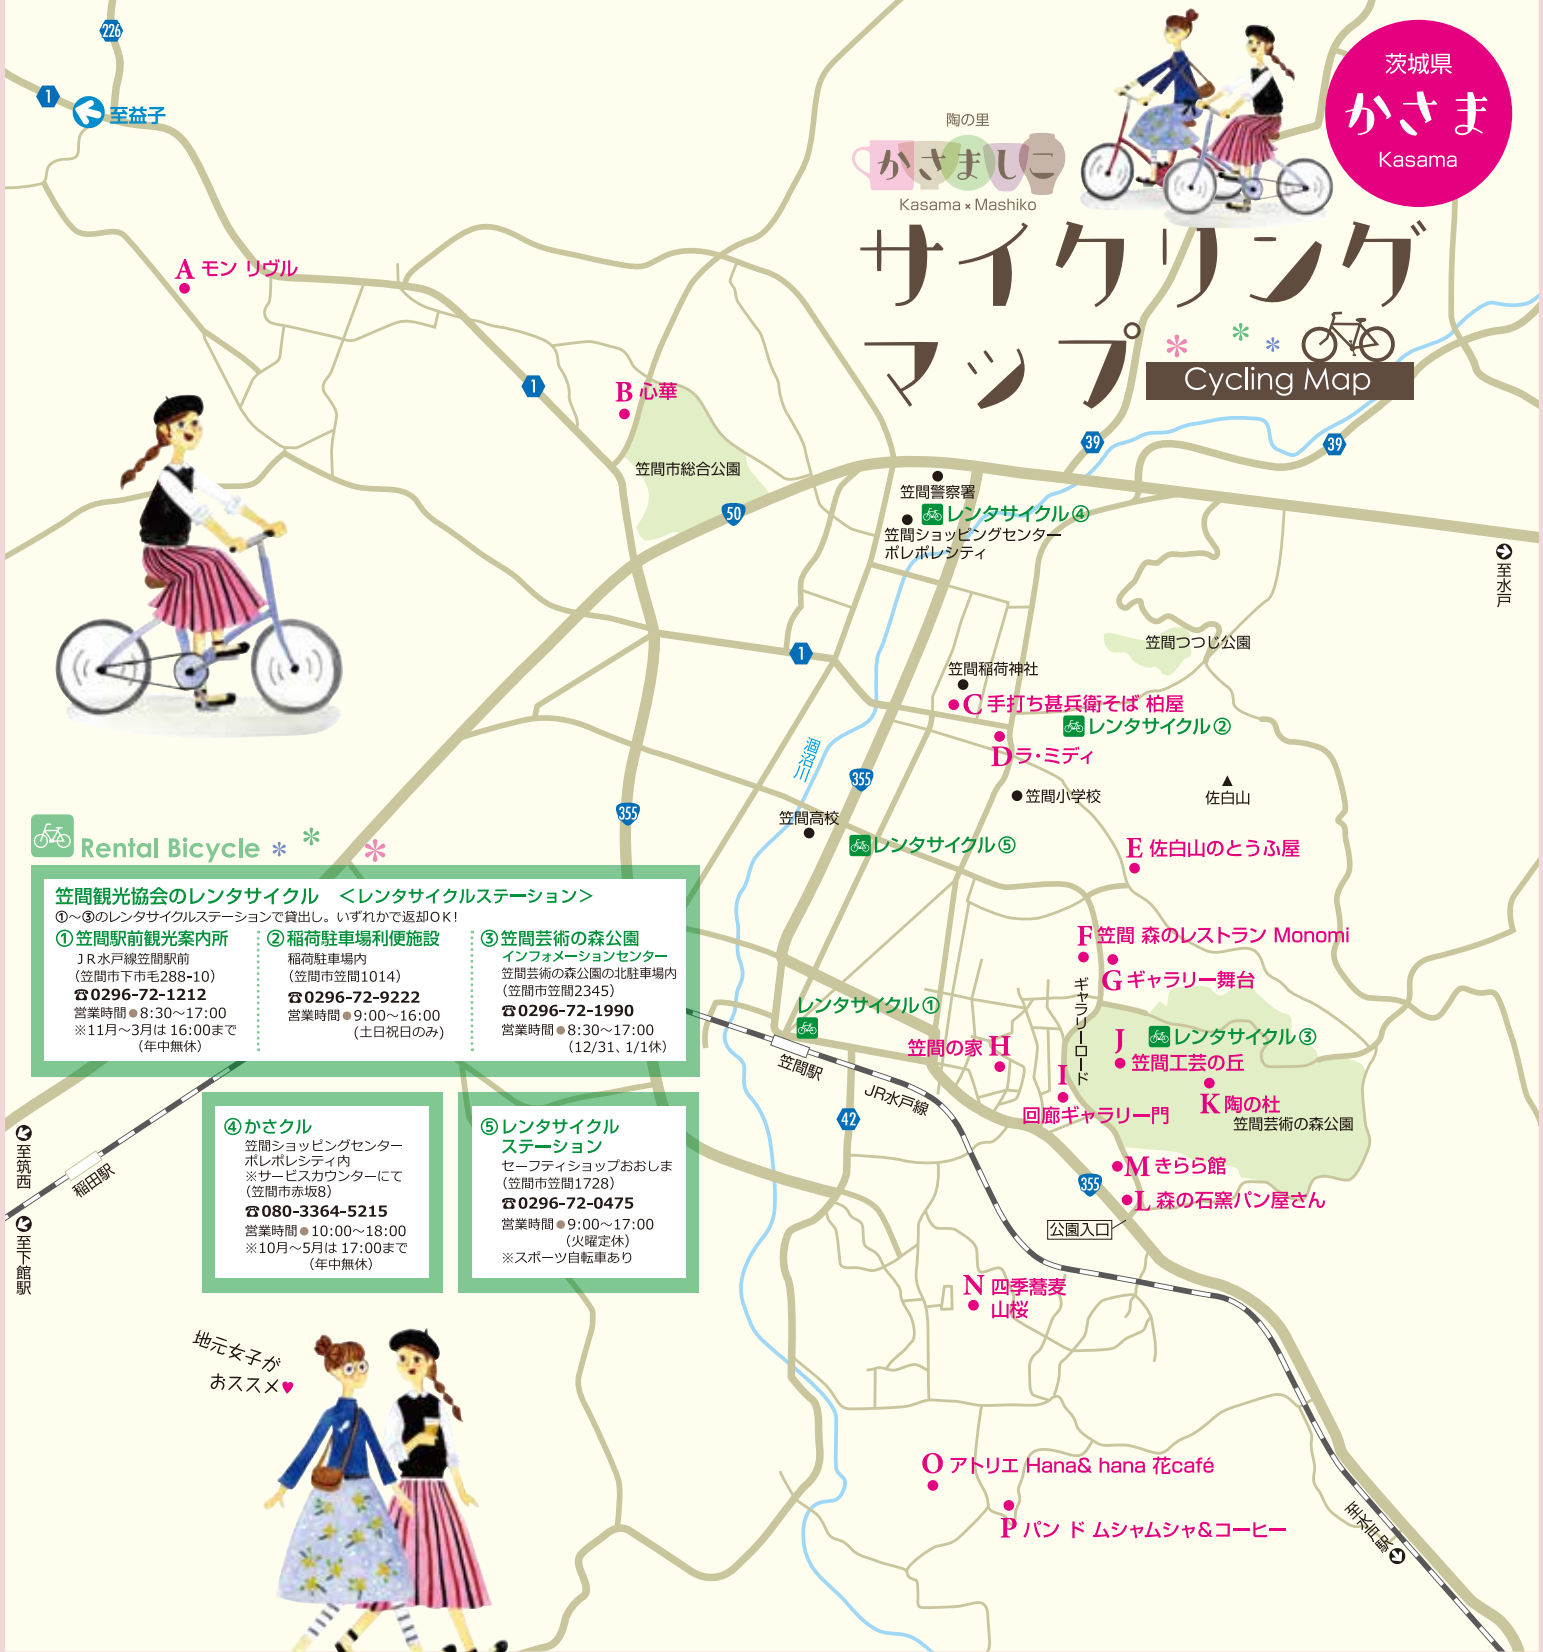 226
1
至益子
茨城県
かさま
Kasama
陶の里
かさましこ
Kasama × Mashiko
サイクリング
マップ
Cycling Map
A モン リヴル
1
B 心華
笠間市総合公園
50
39
39
笠間警察署
レンタサイクル④
笠間ショッピングセンター
ポレポレシティ
至水戸
笠間つつじ公園
1
笠間稲荷神社
C 手打ち甚兵衛そば 柏屋
レンタサイクル②
D ラ・ミディ
涸沼川
355
355
笠間小学校
佐白山
笠間高校
レンタサイクル⑤
E 佐白山のとうふ屋
Rental Bicycle
笠間観光協会のレンタサイクル ＜レンタサイクルステーション＞
①～③のレンタサイクルステーションで貸出し。いずれかで返却OK!
①笠間駅前観光案内所
JR水戸線笠間駅前
(笠間市下市毛288-10)
☎0296-72-1212
営業時間●8:30～17:00
※11月～3月は 16:00まで
(年中無休)
②稲荷駐車場利便施設
稲荷駐車場内
(笠間市笠間1014)
☎0296-72-9222
営業時間●9:00～16:00
(土日祝日のみ)
③笠間芸術の森公園
インフォメーションセンター
笠間芸術の森公園の北駐車場内
(笠間市笠間2345)
☎0296-72-1990
営業時間●8:30～17:00
(12/31、1/1休)
F 笠間 森のレストラン Monomi
G ギャラリー舞台
ギャラリーロード
レンタサイクル①
笠間駅
JR水戸線
笠間の家 H
I
回廊ギャラリー門
J
レンタサイクル③
笠間工芸の丘
K 陶の杜
笠間芸術の森公園
42
M きらら館
355
L 森の石窯パン屋さん
公園入口
④かさクル
笠間ショッピングセンター
ポレポレシティ内
※サービスカウンターにて
(笠間市赤坂8)
☎080-3364-5215
営業時間●10:00～18:00
※10月～5月は 17:00まで
(年中無休)
⑤レンタサイクル
ステーション
セーフティショップおおしま
(笠間市笠間1728)
☎0296-72-0475
営業時間●9:00～17:00
(火曜定休)
※スポーツ自転車あり
至筑西
稲田駅
至下館駅
N 四季蕎麦
山桜
地元女子が
おススメ♥
O アトリエ Hana& hana 花café
P パン ド ムシャムシャ&コーヒー
至水戸駅